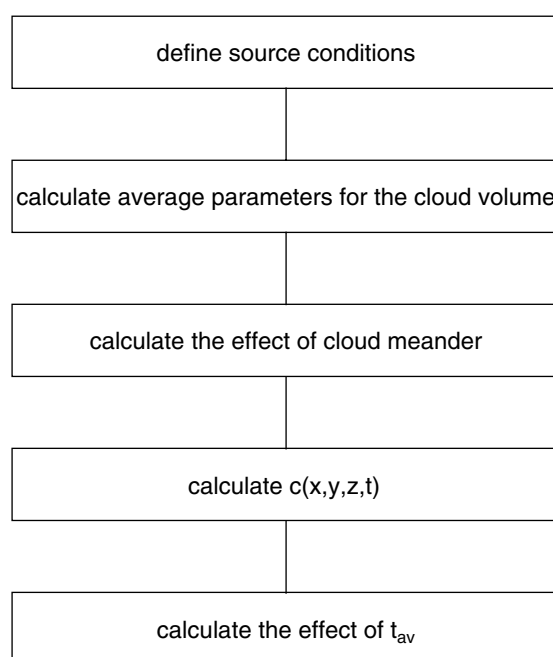 define source conditions
calculate average parameters for the cloud volume
calculate the effect of cloud meander
calculate c(x,y,z,t)
calculate the effect of tav